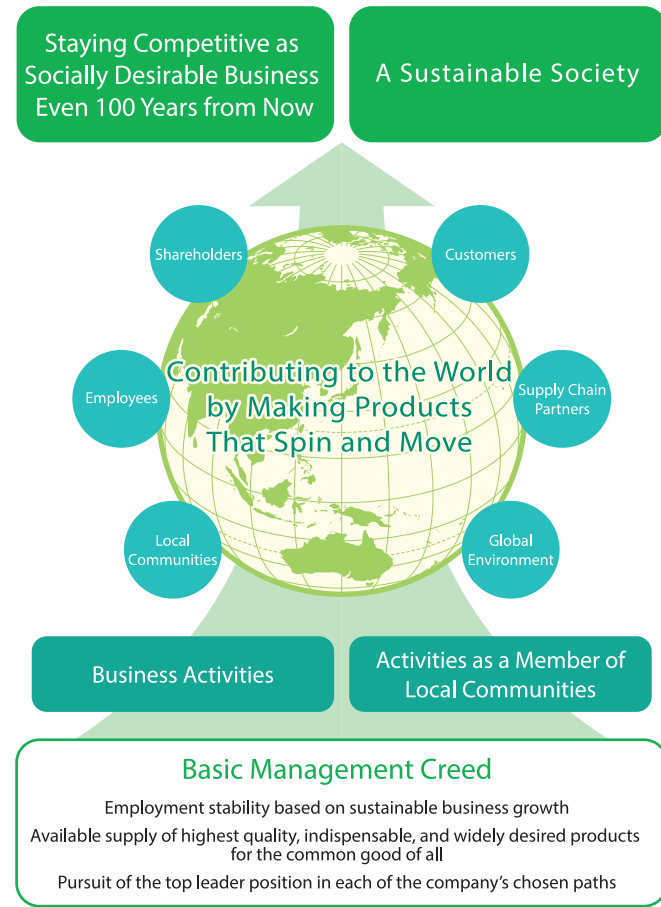 Staying Competitive as
Socially Desirable Business
Even 100 Years from Now
A Sustainable Society
Shareholders
Customers
Contributing to the World
by Making Products
That Spin and Move
Employees
Supply Chain
Partners
Local
Communities
Global
Environment
Business Activities
Activities as a Member of
Local Communities
Basic Management Creed
Employment stability based on sustainable business growth
Available supply of highest quality, indispensable, and widely desired products
for the common good of all
Pursuit of the top leader position in each of the company’s chosen paths